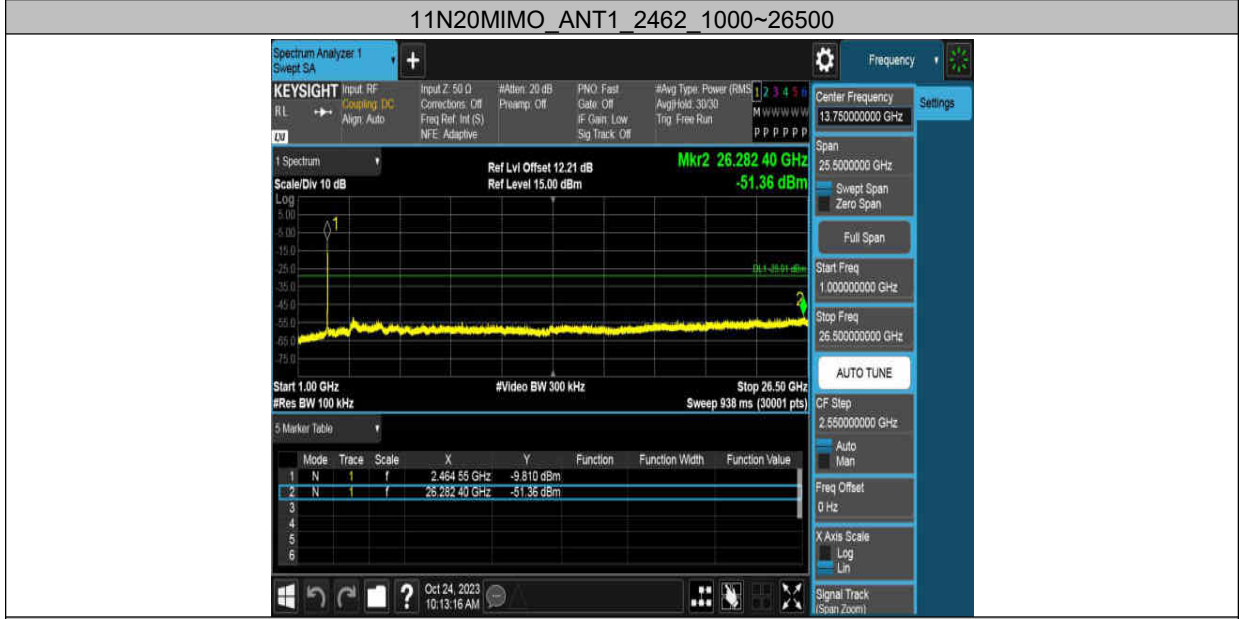 11N20MIMO_ANT1_2462_1000~26500
Spectrum Analyzer 1
Swept SA
+
Frequency
KEYSIGHT
RL
LXI
Input: RF
Coupling: DC
Align: Auto
Input Z: 50 Ω
Corrections: Off
Freq Ref: Int (S)
NFE: Adaptive
#Atten: 20 dB
Preamp: Off
PNO: Fast
Gate: Off
IF Gain: Low
Sig Track: Off
#Avg Type: Power (RMS
Avg|Hold: 30/30
Trig: Free Run
1 2 3 4 5 6
M W W W W W
P P P P P P
Center Frequency
13.750000000 GHz
Settings
Span
25.5000000 GHz
Swept Span
Zero Span
Full Span
Start Freq
1.000000000 GHz
Stop Freq
26.500000000 GHz
AUTO TUNE
CF Step
2.550000000 GHz
Auto
Man
Freq Offset
0 Hz
X Axis Scale
Log
Lin
Signal Track
(Span Zoom)
1 Spectrum
Scale/Div 10 dB
Ref Lvl Offset 12.21 dB
Ref Level 15.00 dBm
Mkr2 26.282 40 GHz
-51.36 dBm
Log
5.00
-5.00
-15.0
-25.0
-35.0
-45.0
-55.0
-65.0
-75.0
1
2
Start 1.00 GHz
#Res BW 100 kHz
#Video BW 300 kHz
Stop 26.50 GHz
Sweep 938 ms (30001 pts)
5 Marker Table
Mode Trace Scale X Y Function Function Width Function Value
1 N 1 f 2.464 55 GHz -9.810 dBm
2 N 1 f 26.282 40 GHz -51.36 dBm
3
4
5
6
?
Oct 24, 2023
10:13:16 AM